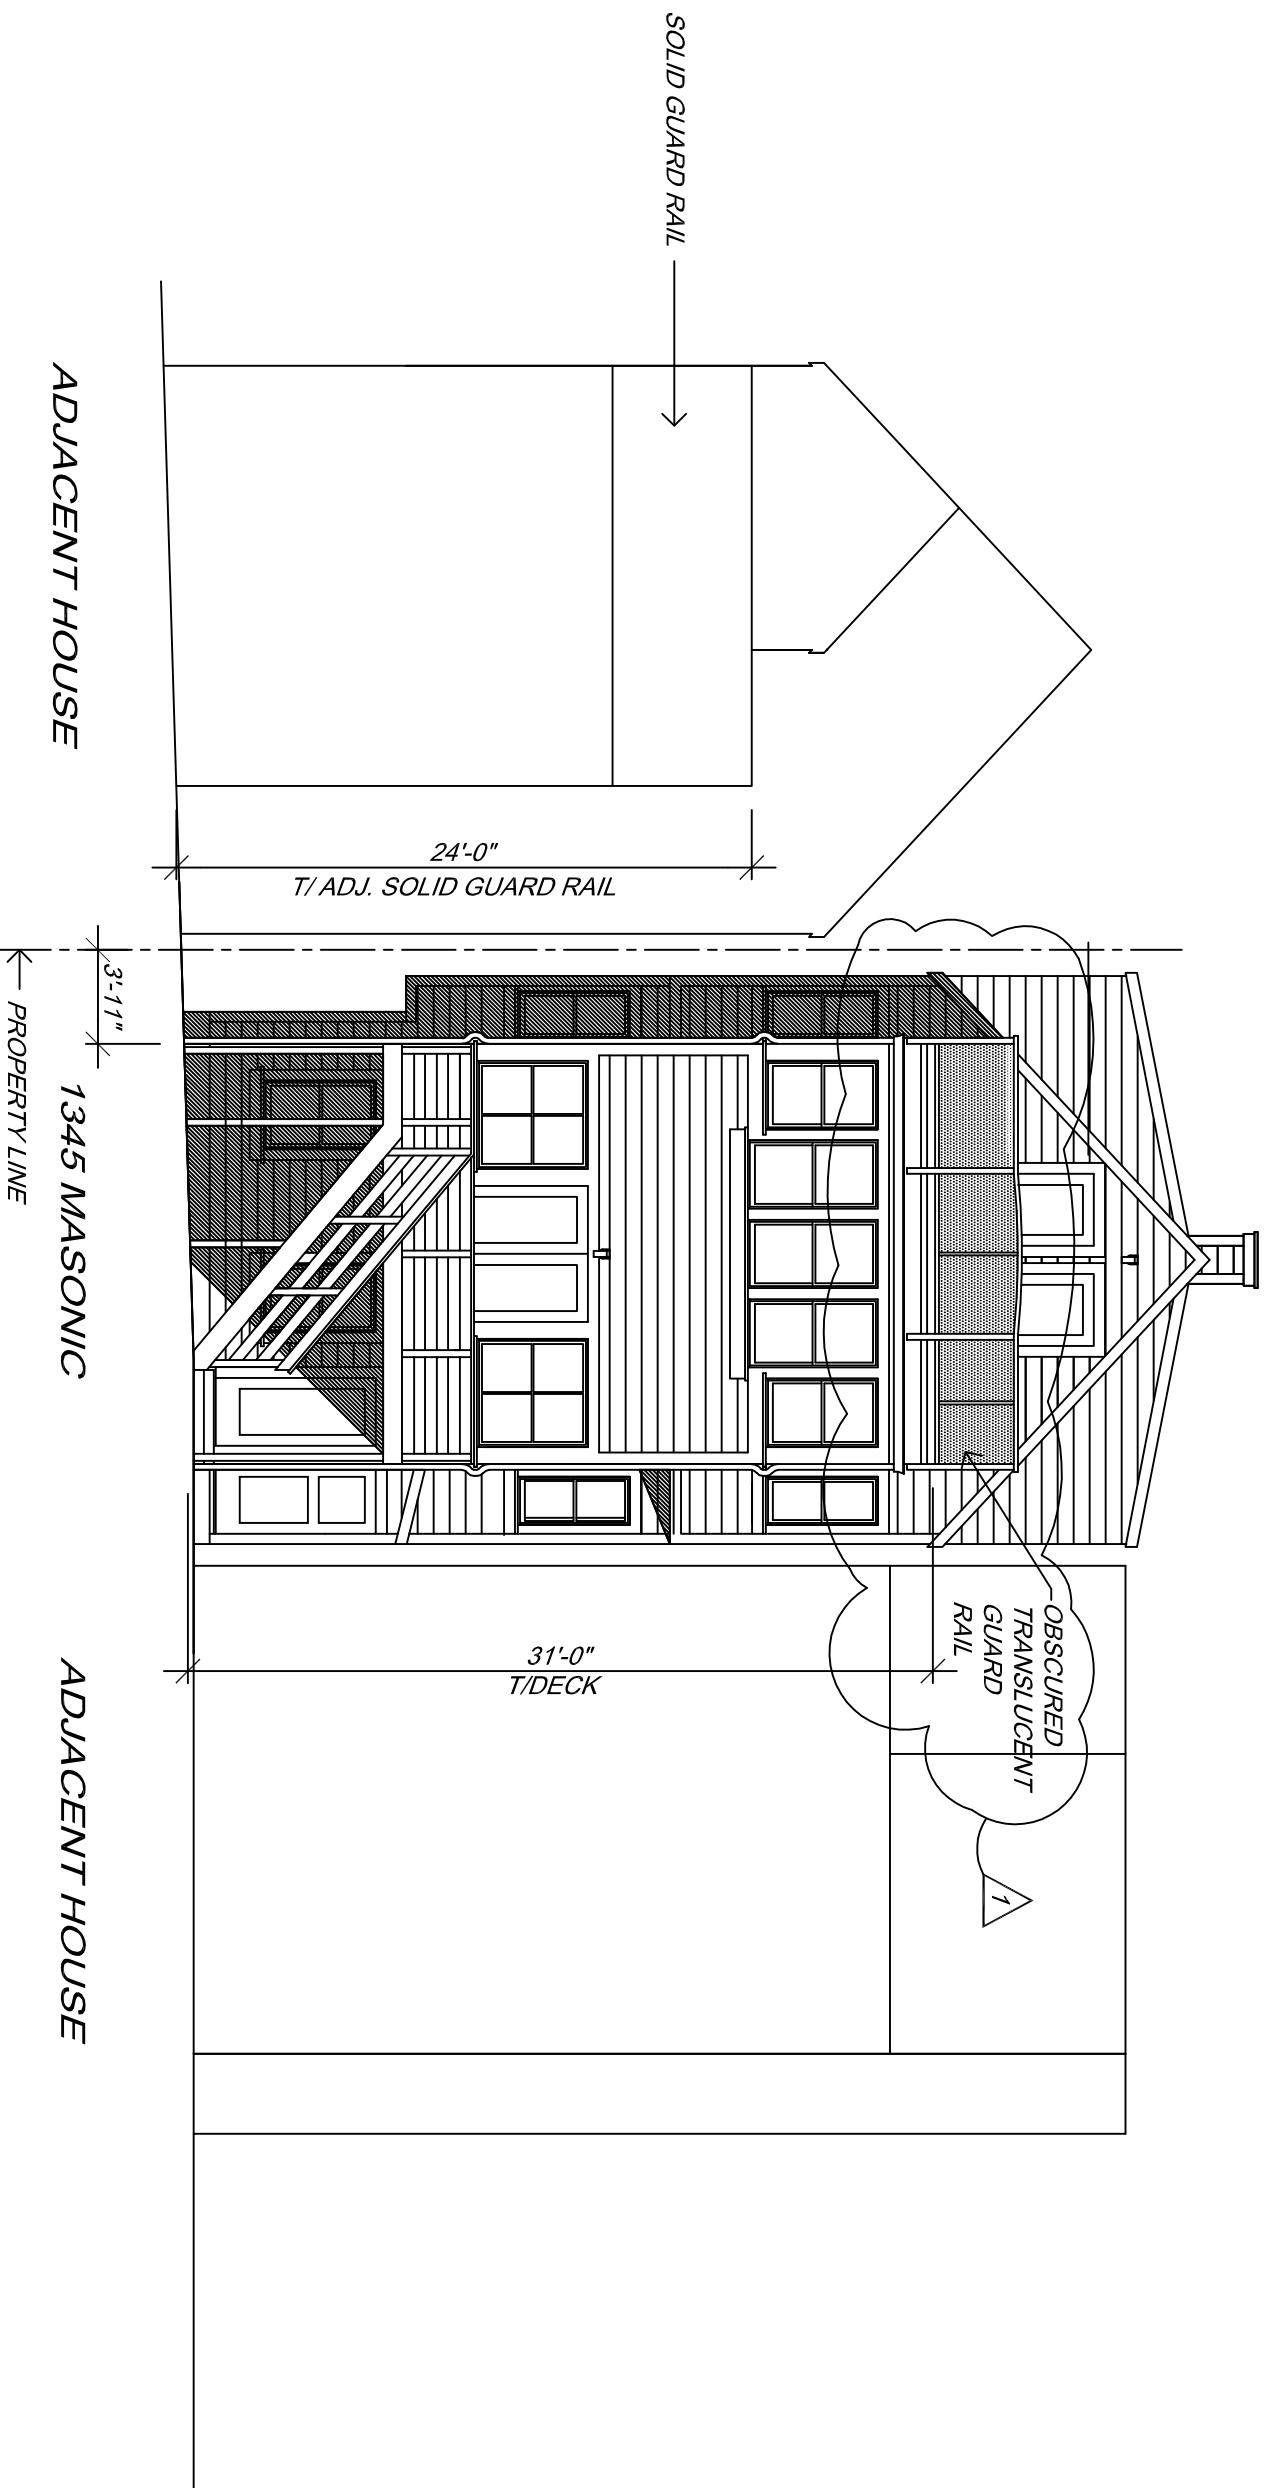 SOLID GUARD RAIL
24'-0"
T/ ADJ. SOLID GUARD RAIL
ADJACENT HOUSE
3'-11"
PROPERTY LINE
1345 MASONIC
OBSCURED
TRANSLUCENT
GUARD
RAIL
31'-0"
T/DECK
1
ADJACENT HOUSE